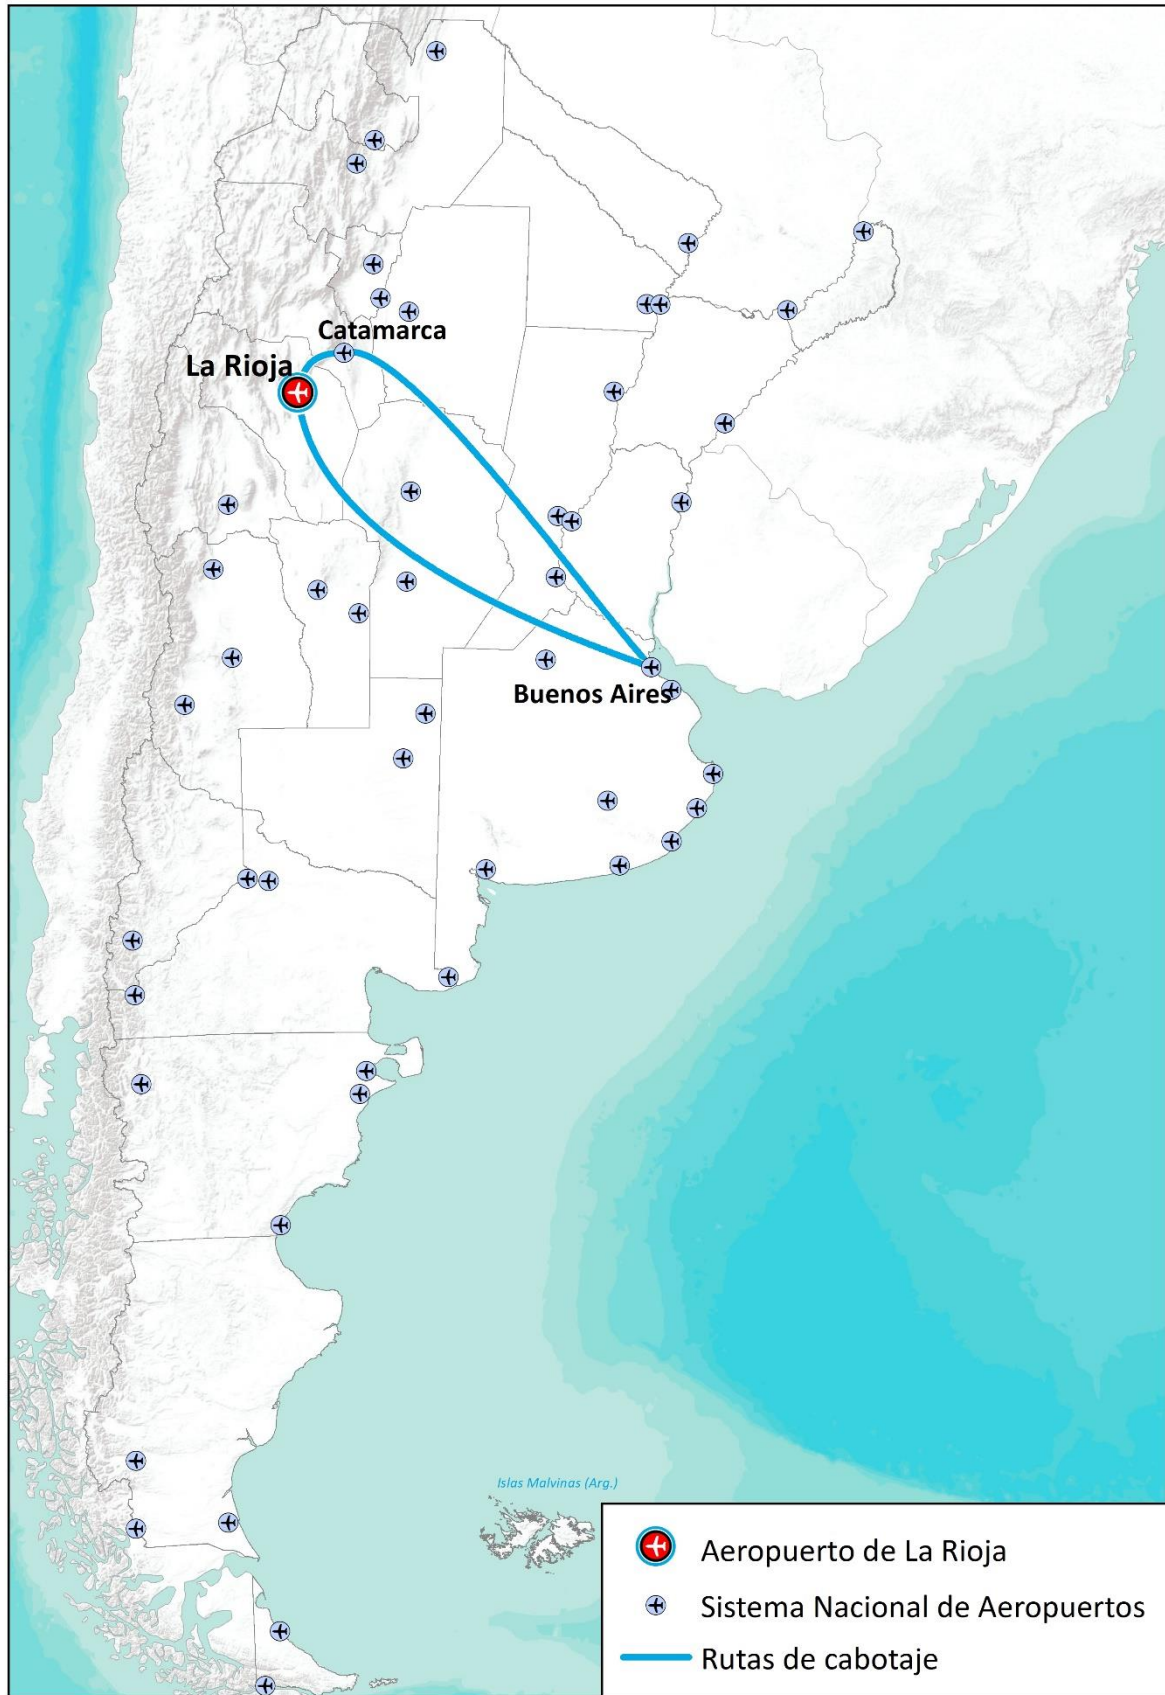 Catamarca
La Rioja
Buenos Aires
Islas Malvinas (Arg.)
Aeropuerto de La Rioja
Sistema Nacional de Aeropuertos
Rutas de cabotaje